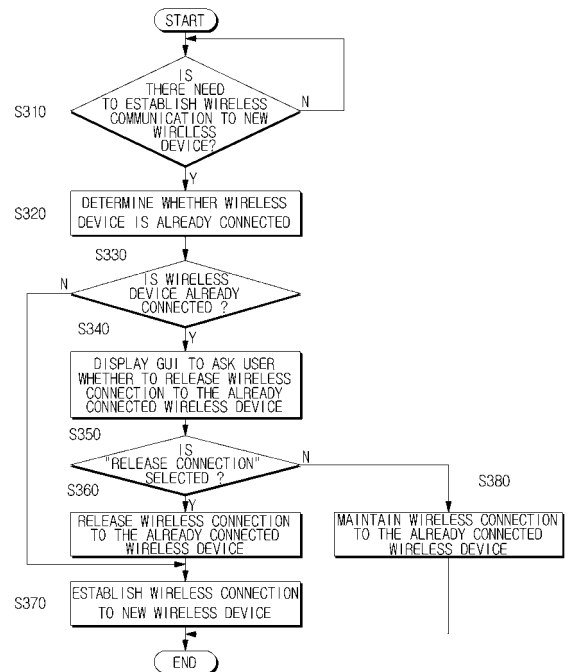 START
IS
THERE NEED
TO ESTABLISH WIRELESS
COMMUNICATION TO NEW
WIRELESS
DEVICE?
N
S310
Y
S320
DETERMINE WHETHER WIRELESS
DEVICE IS ALREADY CONNECTED
S330
N
IS WIRELESS
DEVICE ALREADY
CONNECTED ?
S340
Y
DISPLAY GUI TO ASK USER
WHETHER TO RELEASE WIRELESS
CONNECTION TO THE ALREADY
CONNECTED WIRELESS DEVICE
S350
IS
"RELEASE CONNECTION"
SELECTED ?
N
S360
Y
S380
RELEASE WIRELESS CONNECTION
TO THE ALREADY CONNECTED
WIRELESS DEVICE
MAINTAIN WIRELESS CONNECTION
TO THE ALREADY CONNECTED
WIRELESS DEVICE
S370
ESTABLISH WIRELESS CONNECTION
TO NEW WIRELESS DEVICE
END